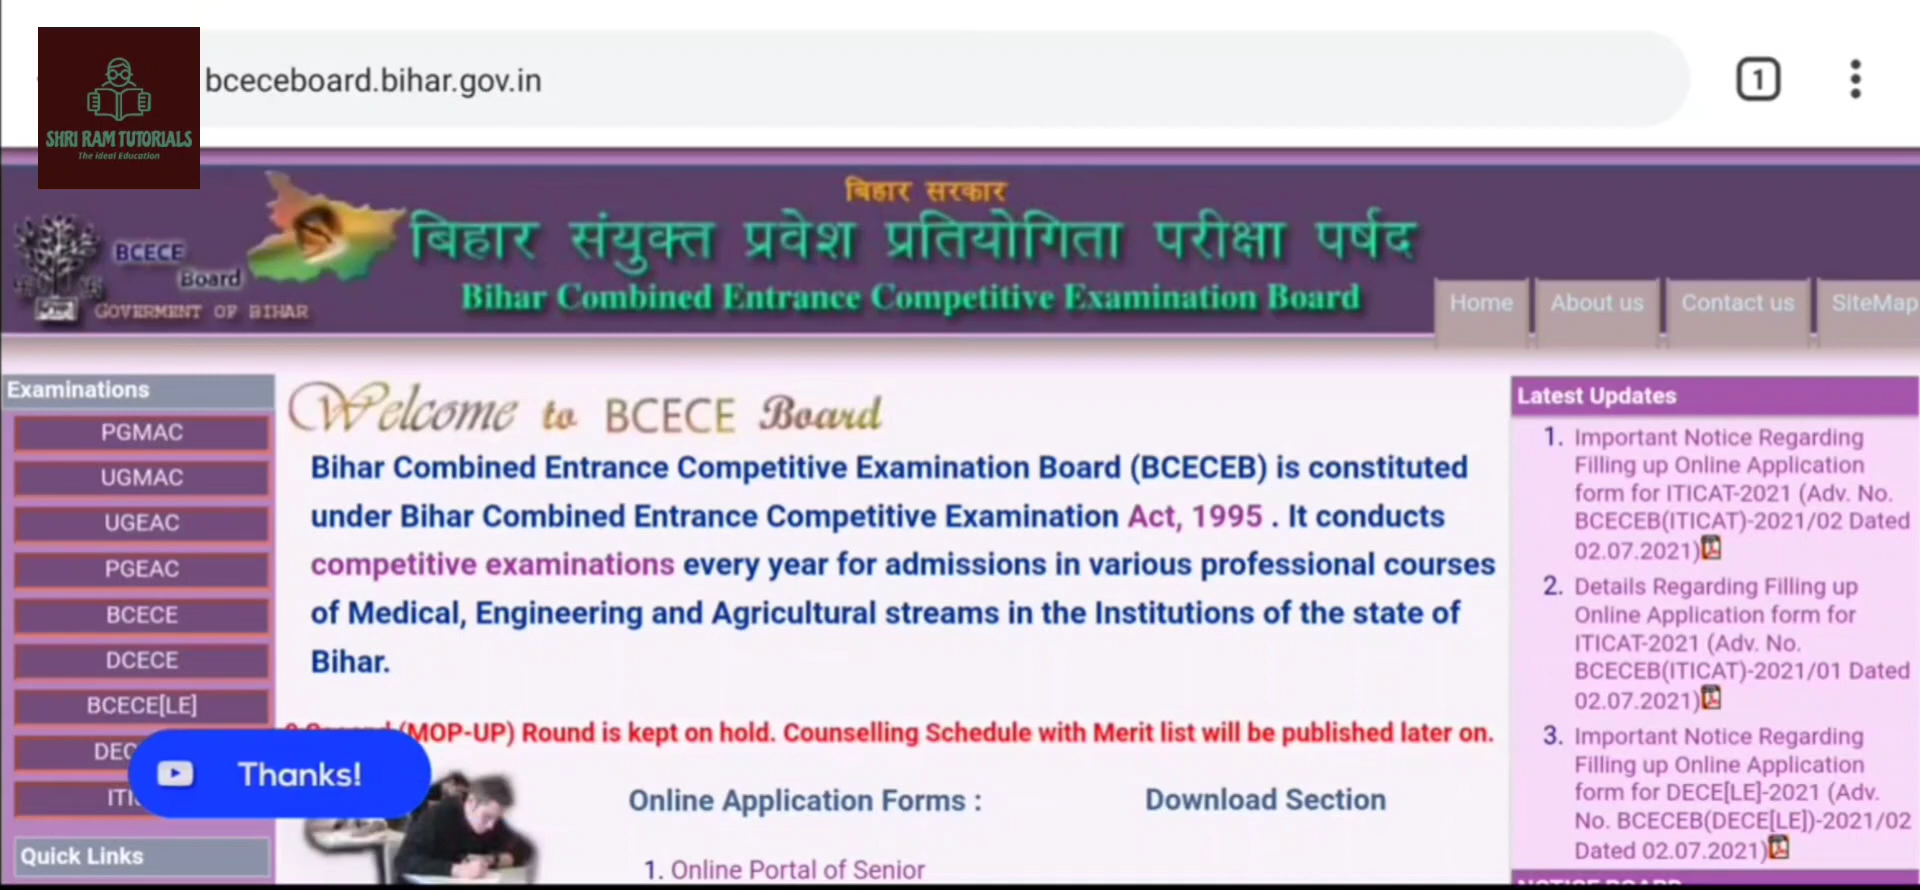 bceceboard.bihar.gov.in
1
SHRI RAM TUTORIALS
The ideal Education
बिहार सरकार
बिहार संयुक्त प्रवेश प्रतियोगिता परीक्षा पर्षद
Bihar Combined Entrance Competitive Examination Board
BCECE
Board
GOVERMENT OF BIHAR
Home
About us
Contact us
SiteMap
Examinations
PGMAC
UGMAC
UGEAC
PGEAC
BCECE
DCECE
BCECE[LE]
DEC
ITI
Quick Links
Thanks!
Welcome to BCECE Board
Bihar Combined Entrance Competitive Examination Board (BCECEB) is constituted
under Bihar Combined Entrance Competitive Examination Act, 1995 . It conducts
competitive examinations every year for admissions in various professional courses
of Medical, Engineering and Agricultural streams in the Institutions of the state of
Bihar.
(MOP-UP) Round is kept on hold. Counselling Schedule with Merit list will be published later on.
Online Application Forms :
1. Online Portal of Senior
Download Section
Latest Updates
1. Important Notice Regarding
Filling up Online Application
form for ITICAT-2021 (Adv. No.
BCECEB(ITICAT)-2021/02 Dated
02.07.2021)
2. Details Regarding Filling up
Online Application form for
ITICAT-2021 (Adv. No.
BCECEB(ITICAT)-2021/01 Dated
02.07.2021)
3. Important Notice Regarding
Filling up Online Application
form for DECE[LE]-2021 (Adv.
No. BCECEB(DECE[LE])-2021/02
Dated 02.07.2021)